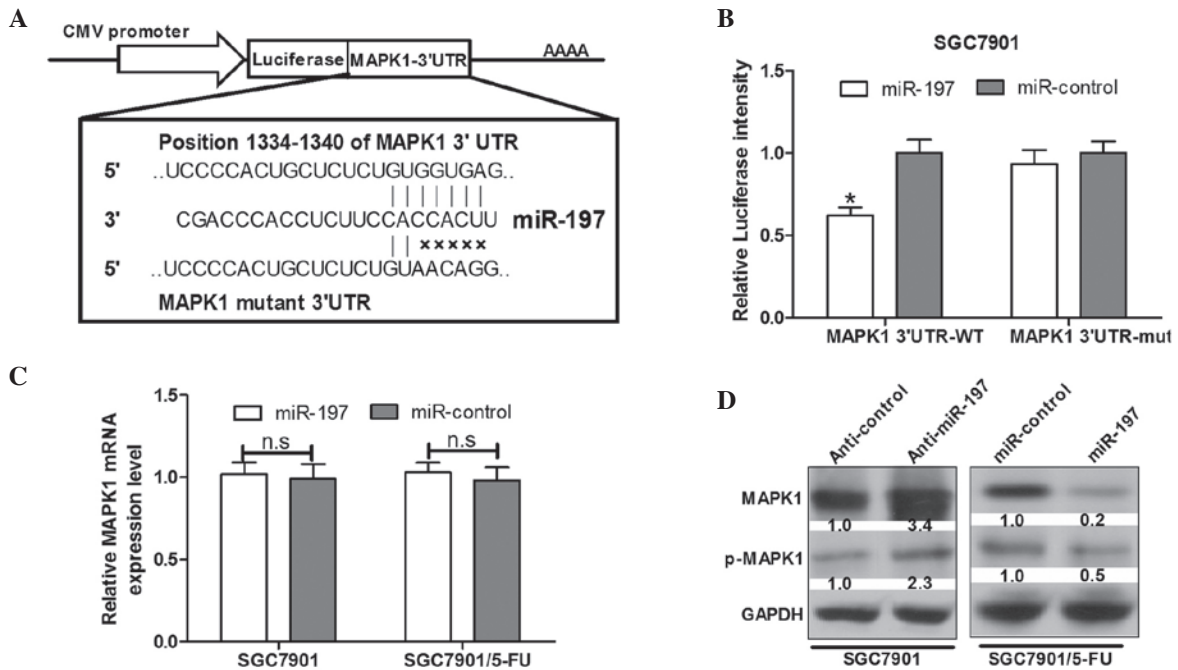 A
CMV promoter
AAAA
Luciferase
MAPK1-3'UTR
Position 1334-1340 of MAPK1 3' UTR
5' ..UCCCCACUGCUCUCUGUGGUGAG..
3' CGACCCACCUCUUCCACCACUU miR-197
×××××
5' ..UCCCCACUGCUCUCUGUAACAGG..
MAPK1 mutant 3'UTR
B
SGC7901
miR-197
miR-control
Relative Luciferase intensity
1.5
1.0
0.5
0.0
*
MAPK1 3'UTR-WT
MAPK1 3'UTR-mut
C
Relative MAPK1 mRNA
expression level
1.5
1.0
0.5
0.0
miR-197
miR-control
n.s
n.s
SGC7901
SGC7901/5-FU
D
Anti-control
Anti-miR-197
miR-control
miR-197
MAPK1
1.0 3.4 1.0 0.2
p-MAPK1
1.0 2.3 1.0 0.5
GAPDH
SGC7901
SGC7901/5-FU